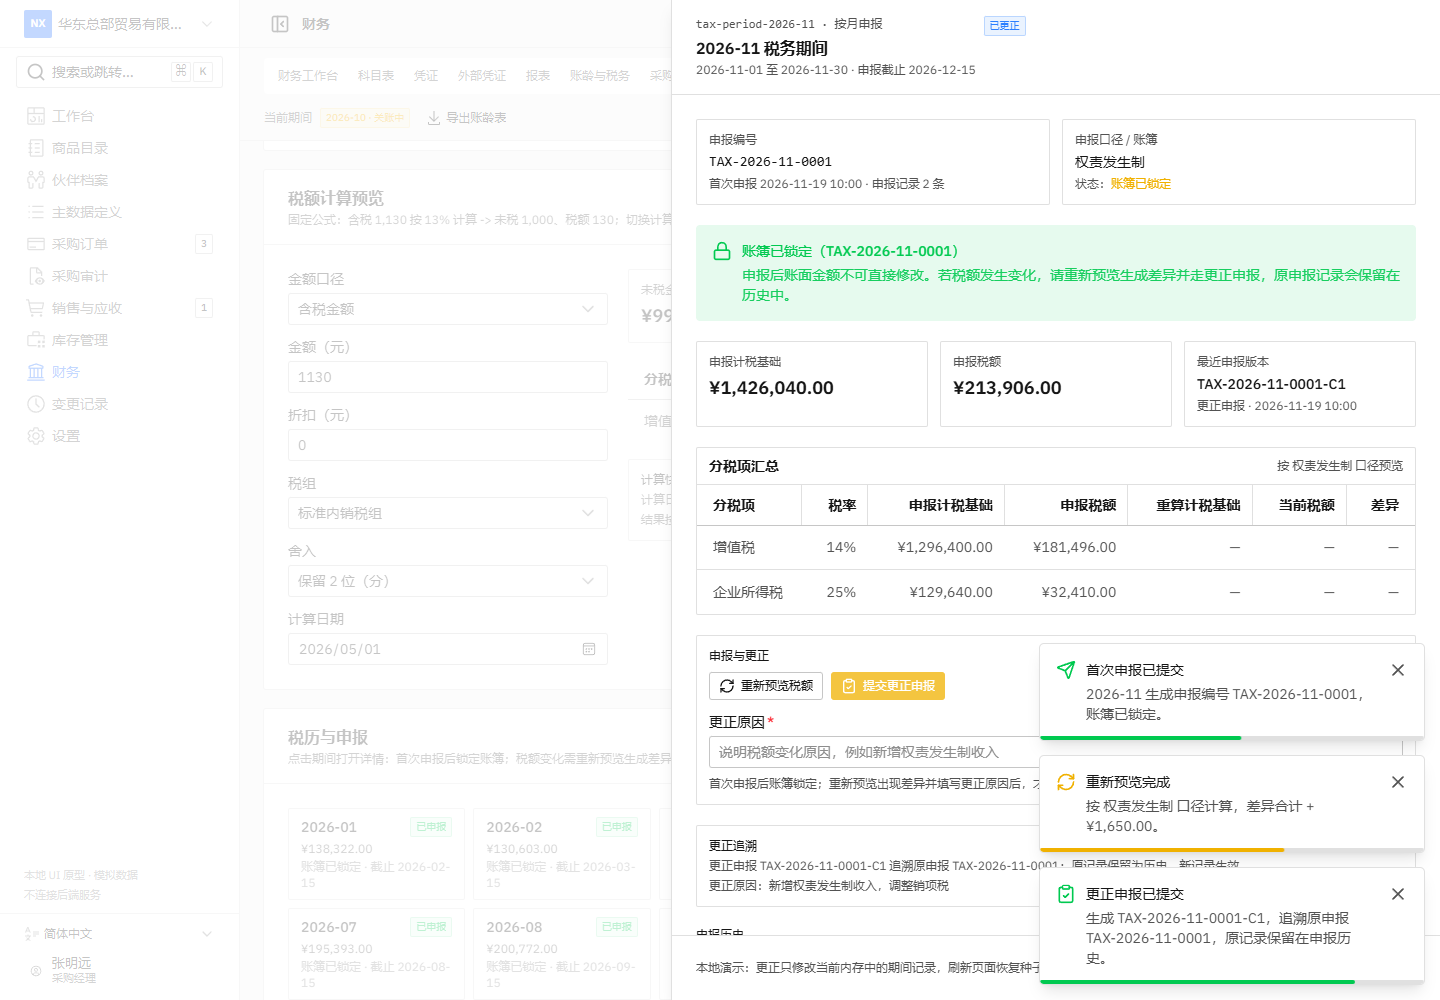 NX 华东总部贸易有限...
搜索或跳转... ⌘ K
工作台
商品目录
伙伴档案
主数据定义
采购订单 3
采购审计
销售与应收 1
库存管理
财务
变更记录
设置
本地 UI 原型 · 模拟数据
不连接后端服务
简体中文
张明远
采购经理
财务
财务工作台 科目表 凭证 外部凭证 报表 账龄与税务 采购
当前期间 2026-10 · 关账中 导出账龄表
税额计算预览
固定公式：含税 1,130 按 13% 计算 -> 未税 1,000、税额 130；切换计算
金额口径
含税金额
金额（元）
1130
折扣（元）
0
税组
标准内销税组
舍入
保留 2 位（分）
计算日期
2026/05/01
未税金
¥99
分税
增值
计算快
计算日
结果按
税历与申报
点击期间打开详情：首次申报后锁定账簿；税额变化需重新预览生成差异
2026-01 已申报
¥138,322.00
账簿已锁定 · 截止 2026-02-
15
2026-02 已申报
¥130,603.00
账簿已锁定 · 截止 2026-03-
15
2026-07 已申报
¥195,393.00
账簿已锁定 · 截止 2026-08-
15
2026-08 已申报
¥200,772.00
账簿已锁定 · 截止 2026-09-
15
tax-period-2026-11 · 按月申报 已更正
2026-11 税务期间
2026-11-01 至 2026-11-30 · 申报截止 2026-12-15
申报编号
TAX-2026-11-0001
首次申报 2026-11-19 10:00 · 申报记录 2 条
申报口径 / 账簿
权责发生制
状态：账簿已锁定
账簿已锁定（TAX-2026-11-0001）
申报后账面金额不可直接修改。若税额发生变化，请重新预览生成差异并走更正申报，原申报记录会保留在
历史中。
申报计税基础
¥1,426,040.00
申报税额
¥213,906.00
最近申报版本
TAX-2026-11-0001-C1
更正申报 · 2026-11-19 10:00
分税项汇总 按 权责发生制 口径预览
分税项 税率 申报计税基础 申报税额 重算计税基础 当前税额 差异
增值税 14% ¥1,296,400.00 ¥181,496.00 — — —
企业所得税 25% ¥129,640.00 ¥32,410.00 — — —
申报与更正
重新预览税额 提交更正申报
更正原因*
说明税额变化原因，例如新增权责发生制收入
首次申报后账簿锁定；重新预览出现差异并填写更正原因后，才
更正追溯
更正申报 TAX-2026-11-0001-C1 追溯原申报 TAX-2026-11-0001；原记录保留为历史，新记录生效
更正原因：新增权责发生制收入，调整销项税
申报历史
本地演示：更正只修改当前内存中的期间记录，刷新页面恢复种子
首次申报已提交
2026-11 生成申报编号 TAX-2026-11-0001，
账簿已锁定。
重新预览完成
按 权责发生制 口径计算，差异合计 +
¥1,650.00。
更正申报已提交
生成 TAX-2026-11-0001-C1，追溯原申报
TAX-2026-11-0001，原记录保留在申报历
史。